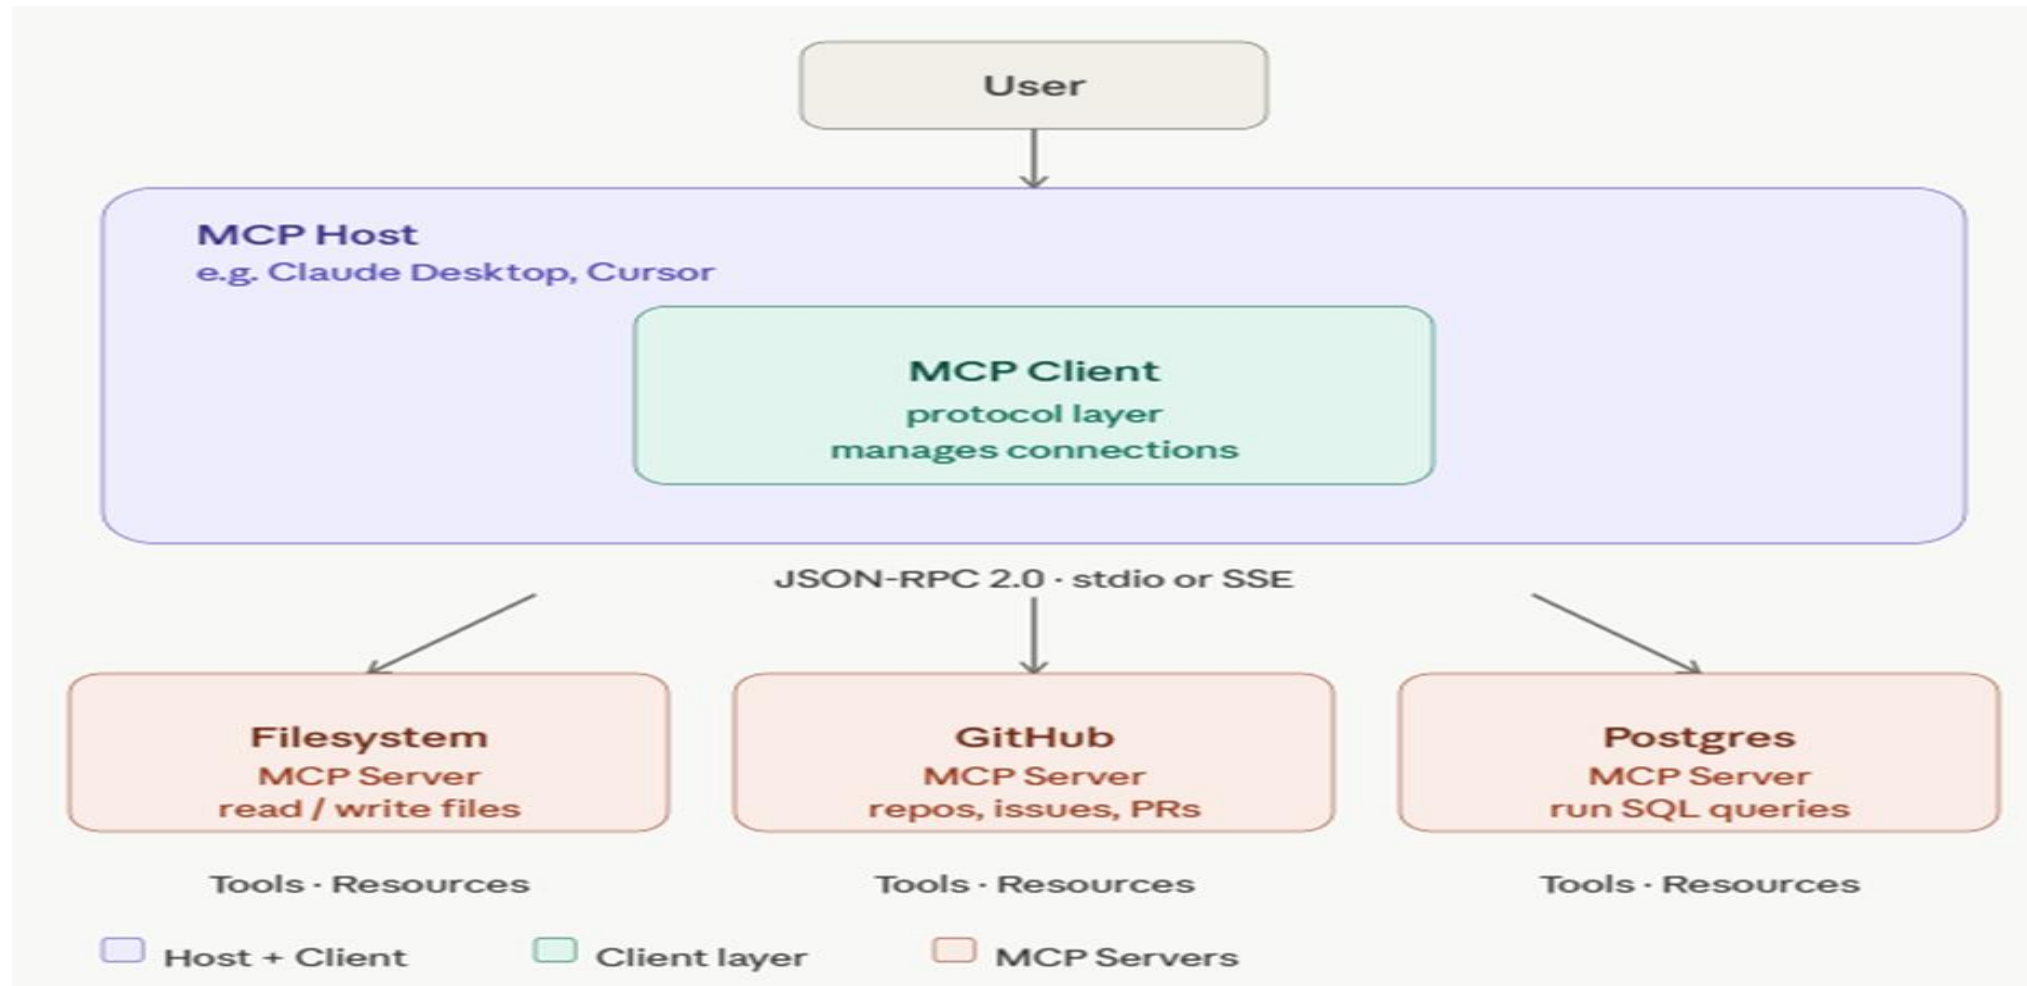 User
MCP Host
e.g. Claude Desktop, Cursor
MCP Client
protocol layer
manages connections
JSON-RPC 2.0 · stdio or SSE
Filesystem
MCP Server
read / write files
GitHub
MCP Server
repos, issues, PRs
Postgres
MCP Server
run SQL queries
Tools · Resources
Tools · Resources
Tools · Resources
Host + Client
Client layer
MCP Servers